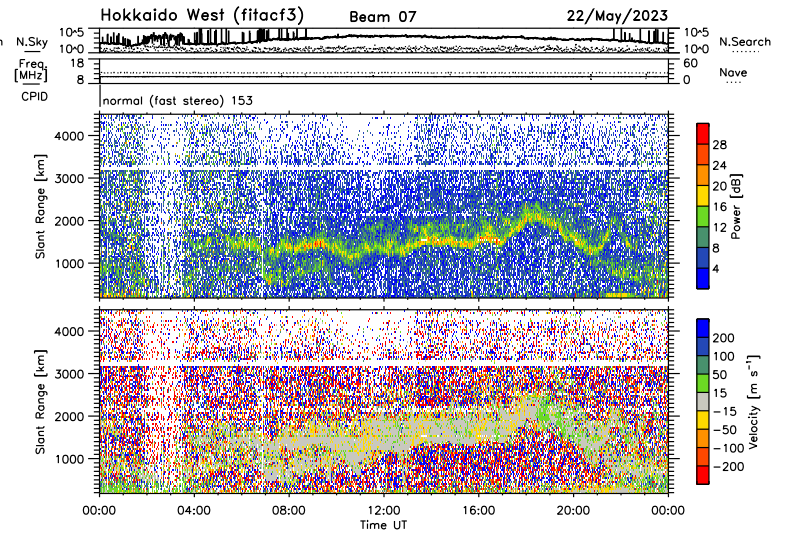 Hokkaido West (fitacf3) Beam 07 22/May/2023
N.Sky 10^5 10^5 N.Search
10^0 10^0
Freq. 18 60 Nave
[MHz] 8 0
CPID normal (fast stereo) 153
4000
3000
2000
1000
Slant Range [km]
28
24
20
16
12
8
4
Power [dB]
4000
3000
2000
1000
Slant Range [km]
200
100
50
15
-15
-50
-100
-200
Velocity [m s⁻¹]
00:00 04:00 08:00 12:00 16:00 20:00 00:00
Time UT